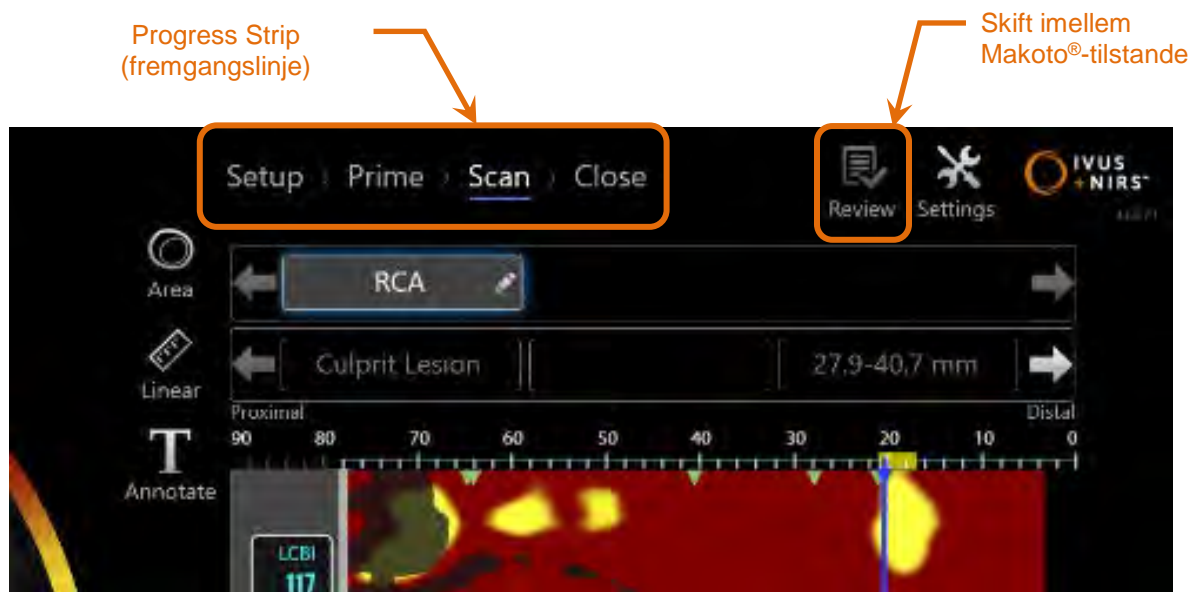 Progress Strip
(fremgangslinje)
Skift imellem
Makoto®-tilstande
Setup › Prime › Scan › Close
Review
Settings
IVUS
+NIRS™
Area
RCA
Linear
Culprit Lesion
27,9-40,7 mm
Proximal
Distal
90 80 70 60 50 40 30 20 10 0
Annotate
LCBI
117